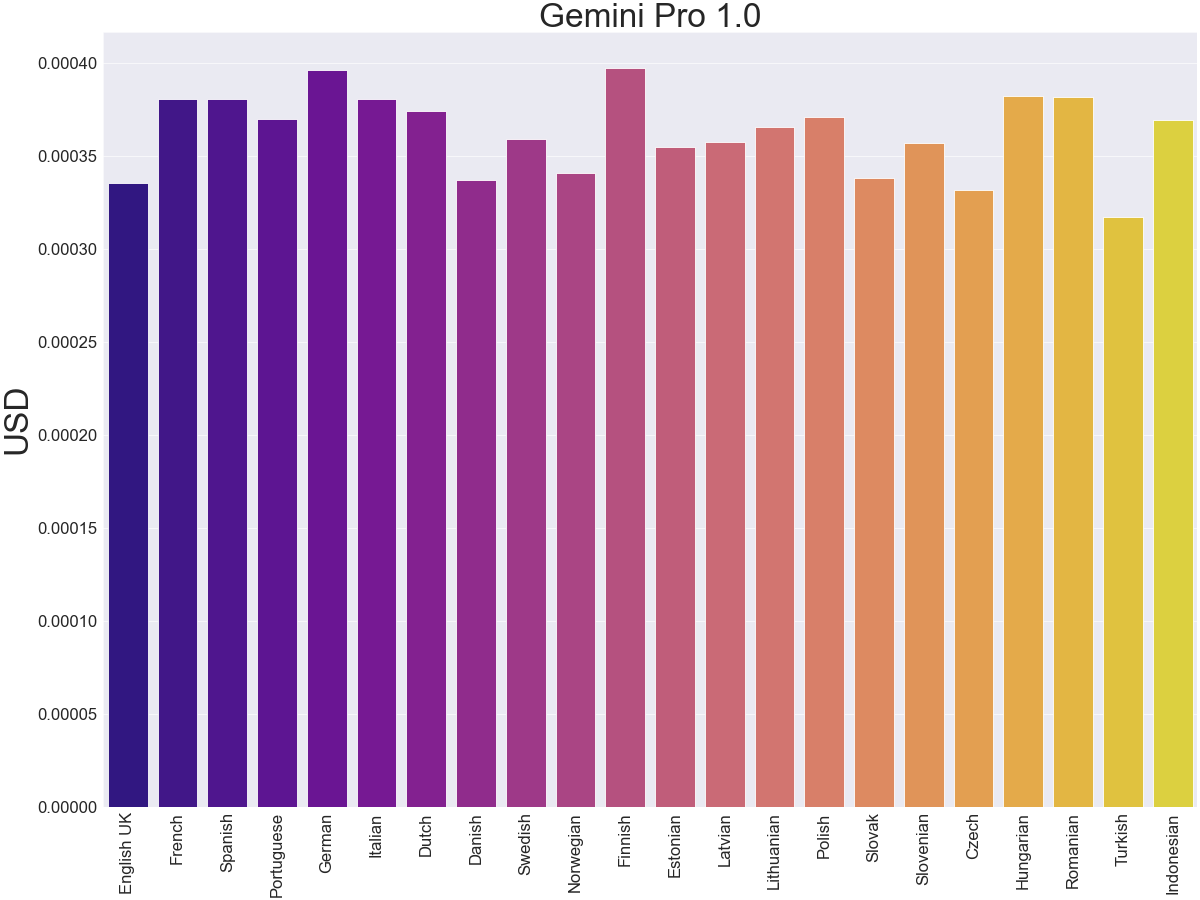 Gemini Pro 1.0
USD
0.00040
0.00035
0.00030
0.00025
0.00020
0.00015
0.00010
0.00005
0.00000
English UK
French
Spanish
Portuguese
German
Italian
Dutch
Danish
Swedish
Norwegian
Finnish
Estonian
Latvian
Lithuanian
Polish
Slovak
Slovenian
Czech
Hungarian
Romanian
Turkish
Indonesian